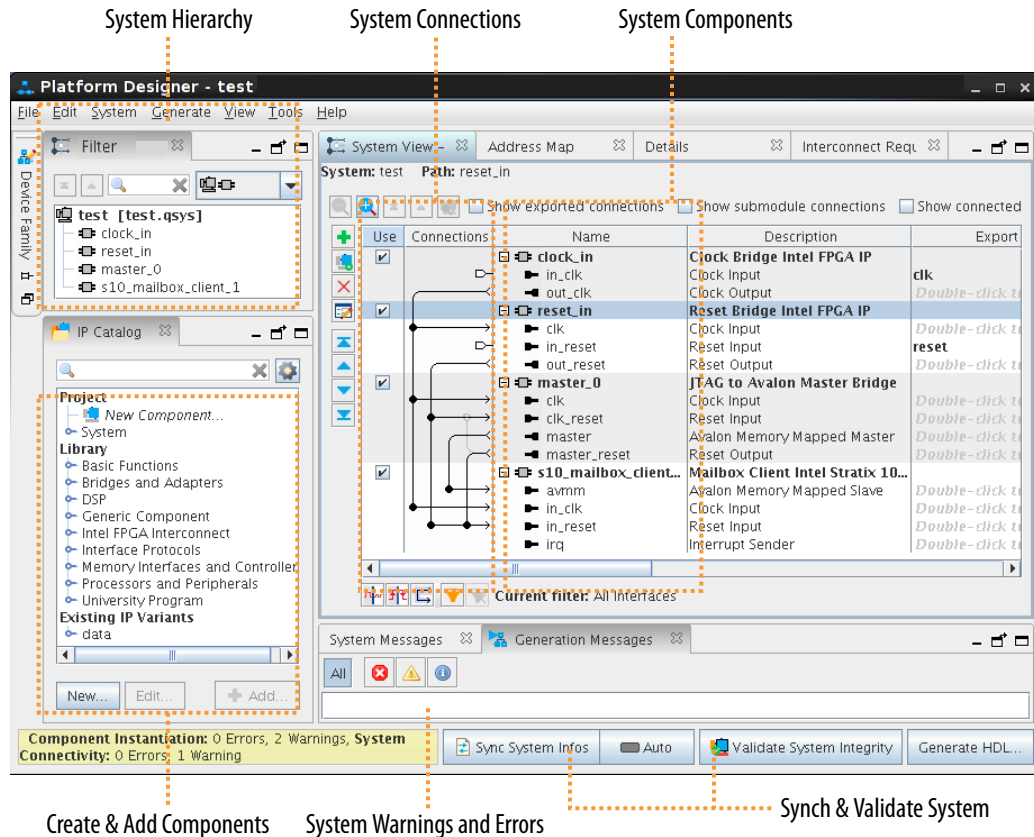 System Hierarchy
System Connections
System Components
Platform Designer - test
File Edit System Generate View Tools Help
Device Family
Filter
test [test.qsys]
clock_in
reset_in
master_0
s10_mailbox_client_1
IP Catalog
Project
New Component...
System
Library
Basic Functions
Bridges and Adapters
DSP
Generic Component
Intel FPGA Interconnect
Interface Protocols
Memory Interfaces and Controller
Processors and Peripherals
University Program
Existing IP Variants
data
New... Edit... Add...
System View - Address Map Details Interconnect Requ
System: test Path: reset_in
Show exported connections Show submodule connections Show connected
Use Connections Name Description Export
clock_in Clock Bridge Intel FPGA IP
in_clk Clock Input clk
out_clk Clock Output Double-click t
reset_in Reset Bridge Intel FPGA IP
clk Clock Input Double-click t
in_reset Reset Input reset
out_reset Reset Output Double-click t
master_0 JTAG to Avalon Master Bridge
clk Clock Input Double-click t
clk_reset Reset Input Double-click t
master Avalon Memory Mapped Master Double-click t
master_reset Reset Output Double-click t
s10_mailbox_client... Mailbox Client Intel Stratix 10...
avmm Avalon Memory Mapped Slave Double-click t
in_clk Clock Input Double-click t
in_reset Reset Input Double-click t
irq Interrupt Sender Double-click t
Current filter: All Interfaces
System Messages Generation Messages
All
Component Instantiation: 0 Errors, 2 Warnings, System
Connectivity: 0 Errors, 1 Warning
Sync System Infos Auto Validate System Integrity Generate HDL...
Create & Add Components
System Warnings and Errors
Synch & Validate System